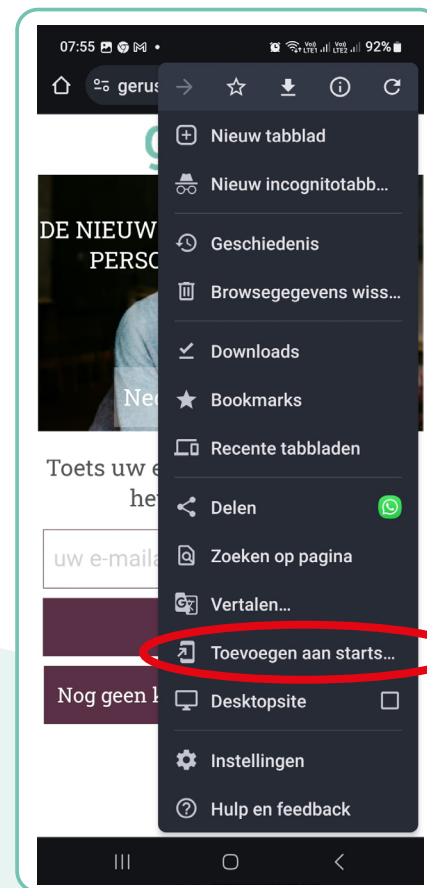 07:55 92%
gerus
Nieuw tabblad
Nieuw incognitotabb...
DE NIEUW
Geschiedenis
PERSO
Browsegegevens wiss...
Downloads
Ne
Bookmarks
Recente tabbladen
Toets uw e
he
Delen
Zoeken op pagina
uw e-maila
Vertalen...
Toevoegen aan starts...
Nog geen k
Desktopsite
Instellingen
Hulp en feedback